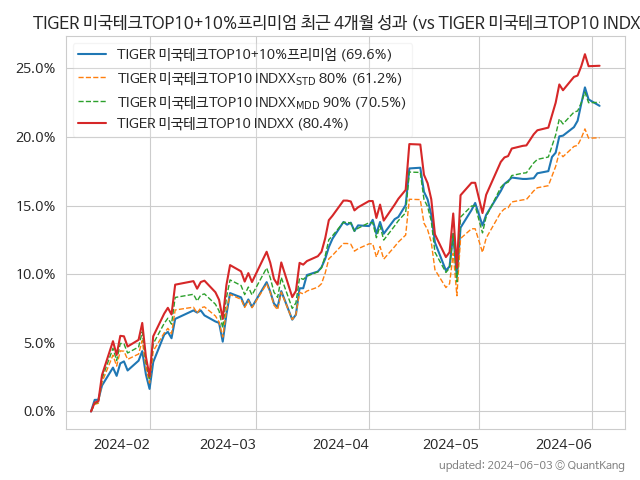 TIGER 미국테크TOP10+10%프리미엄 최근 4개월 성과 (vs TIGER 미국테크TOP10 INDX
TIGER 미국테크TOP10+10%프리미엄 (69.6%)
TIGER 미국테크TOP10 INDXX_STD 80% (61.2%)
TIGER 미국테크TOP10 INDXX_MDD 90% (70.5%)
TIGER 미국테크TOP10 INDXX (80.4%)
25.0%
20.0%
15.0%
10.0%
5.0%
0.0%
2024-02 2024-03 2024-04 2024-05 2024-06
updated: 2024-06-03 © QuantKang